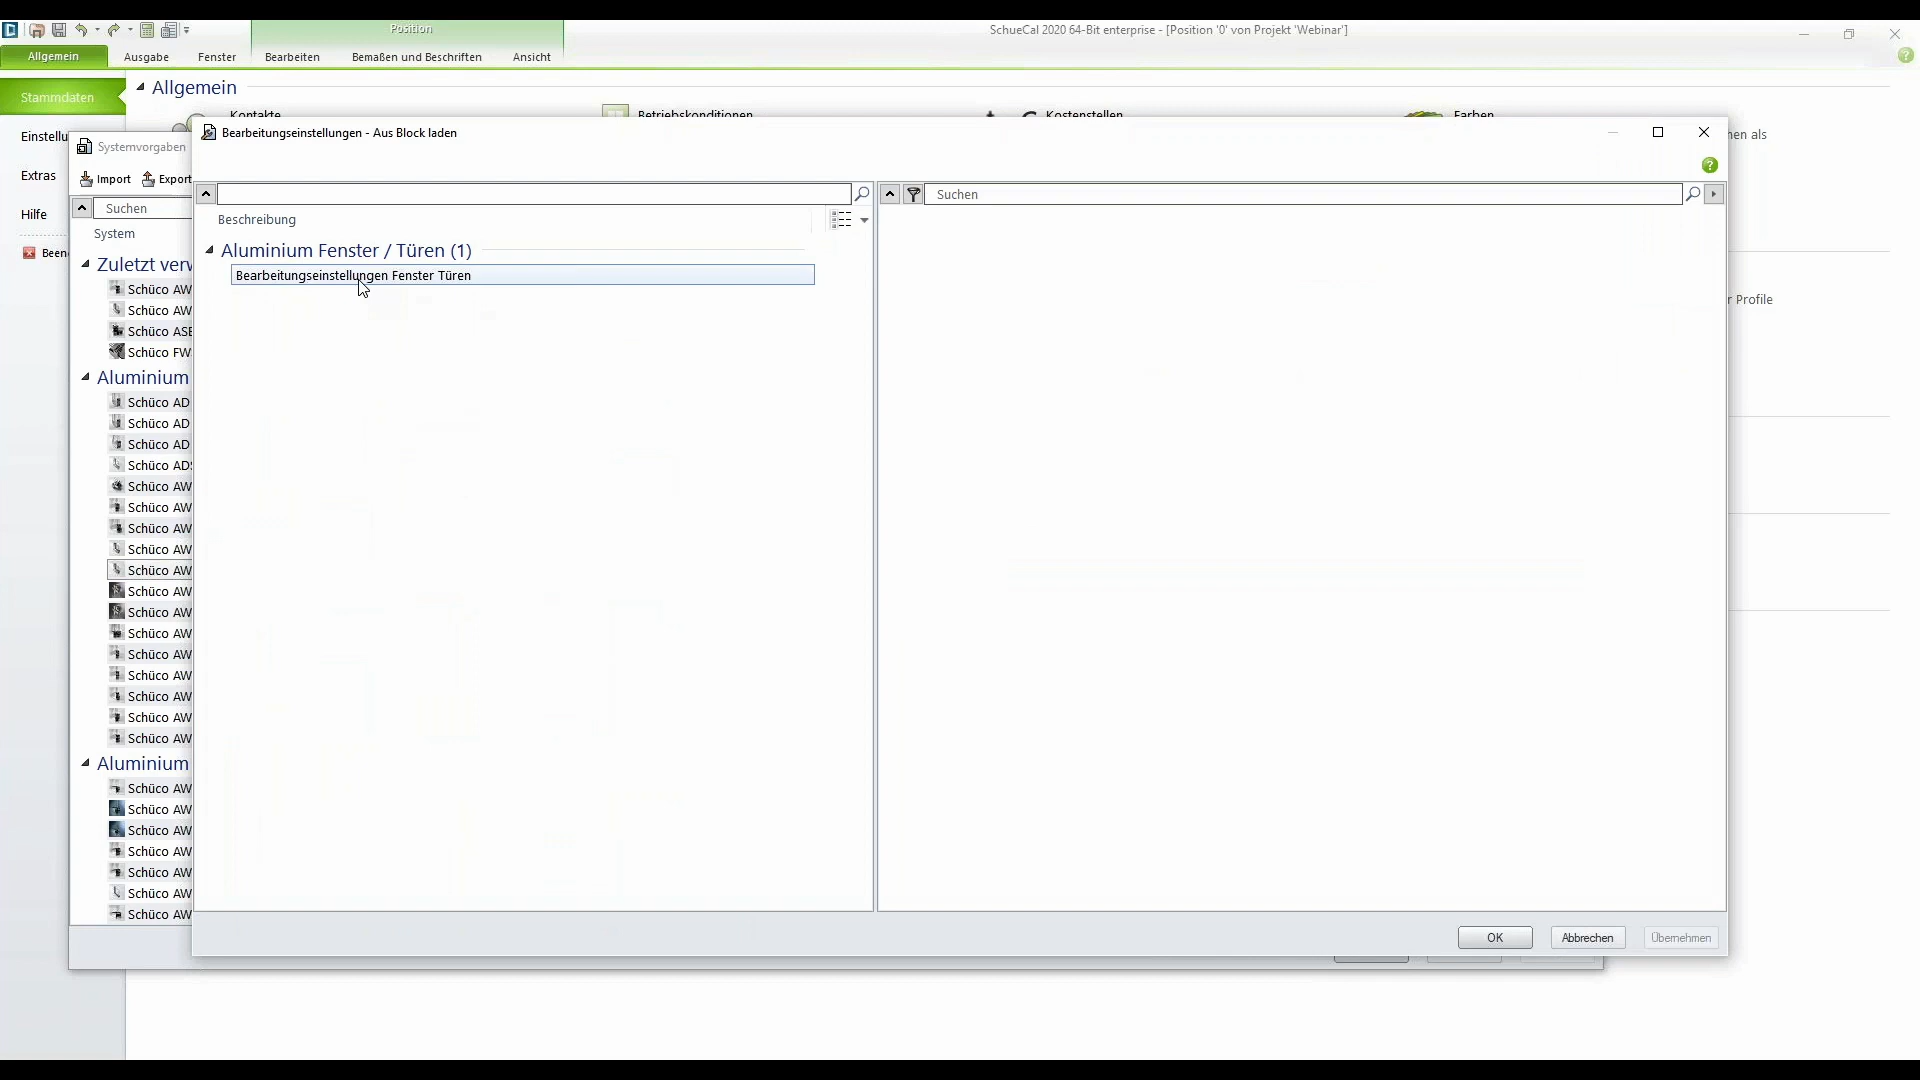 Position
SchueCal 2020 64-Bit enterprise - [Position '0' von Projekt 'Webinar']
Allgemein
Ausgabe
Fenster
Bearbeiten
Bemaßen und Beschriften
Ansicht
Stammdaten
Allgemein
Kontakte
Betriebskonditionen
Kostenstellen
Farben
Einstellu
Systemvorgaben
Bearbeitungseinstellungen - Aus Block laden
nen als
Extras
Import
Export
Hilfe
Suchen
Suchen
System
Beschreibung
Been
Zuletzt verv
Aluminium Fenster / Türen (1)
Bearbeitungseinstellungen Fenster Türen
Schüco AW
Schüco AW
Schüco ASE
Schüco FW
r Profile
Aluminium
Schüco AD
Schüco AD
Schüco AD
Schüco AD
Schüco AW
Schüco AW
Schüco AW
Schüco AW
Schüco AW
Schüco AW
Schüco AW
Schüco AW
Schüco AW
Schüco AW
Schüco AW
Schüco AW
Schüco AW
Aluminium
Schüco AW
Schüco AW
Schüco AW
Schüco AW
Schüco AW
Schüco AW
Schüco AW
OK
Abbrechen
Übernehmen